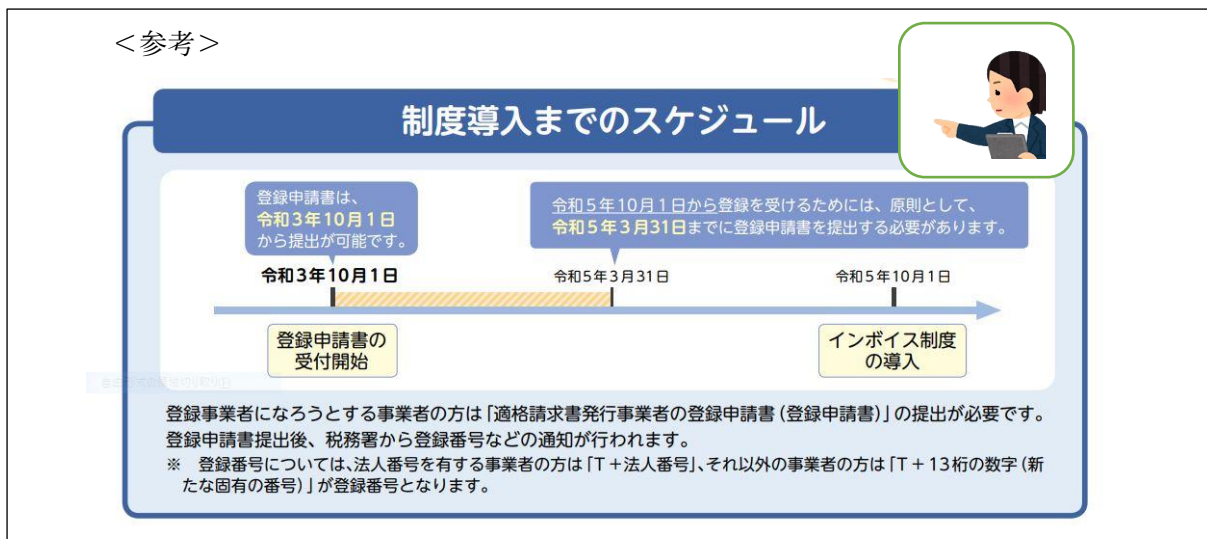 ＜参考＞
制度導入までのスケジュール
登録申請書は、
令和3年10月1日
から提出が可能です。
令和5年10月1日から登録を受けるためには、原則として、
令和5年3月31日までに登録申請書を提出する必要があります。
令和3年10月1日
令和5年3月31日
令和5年10月1日
登録申請書の
受付開始
インボイス制度
の導入
登録事業者になろうとする事業者の方は「適格請求書発行事業者の登録申請書（登録申請書）」の提出が必要です。
登録申請書提出後、税務署から登録番号などの通知が行われます。
※　登録番号については、法人番号を有する事業者の方は「T＋法人番号」、それ以外の事業者の方は「T＋13桁の数字（新
たな固有の番号）」が登録番号となります。